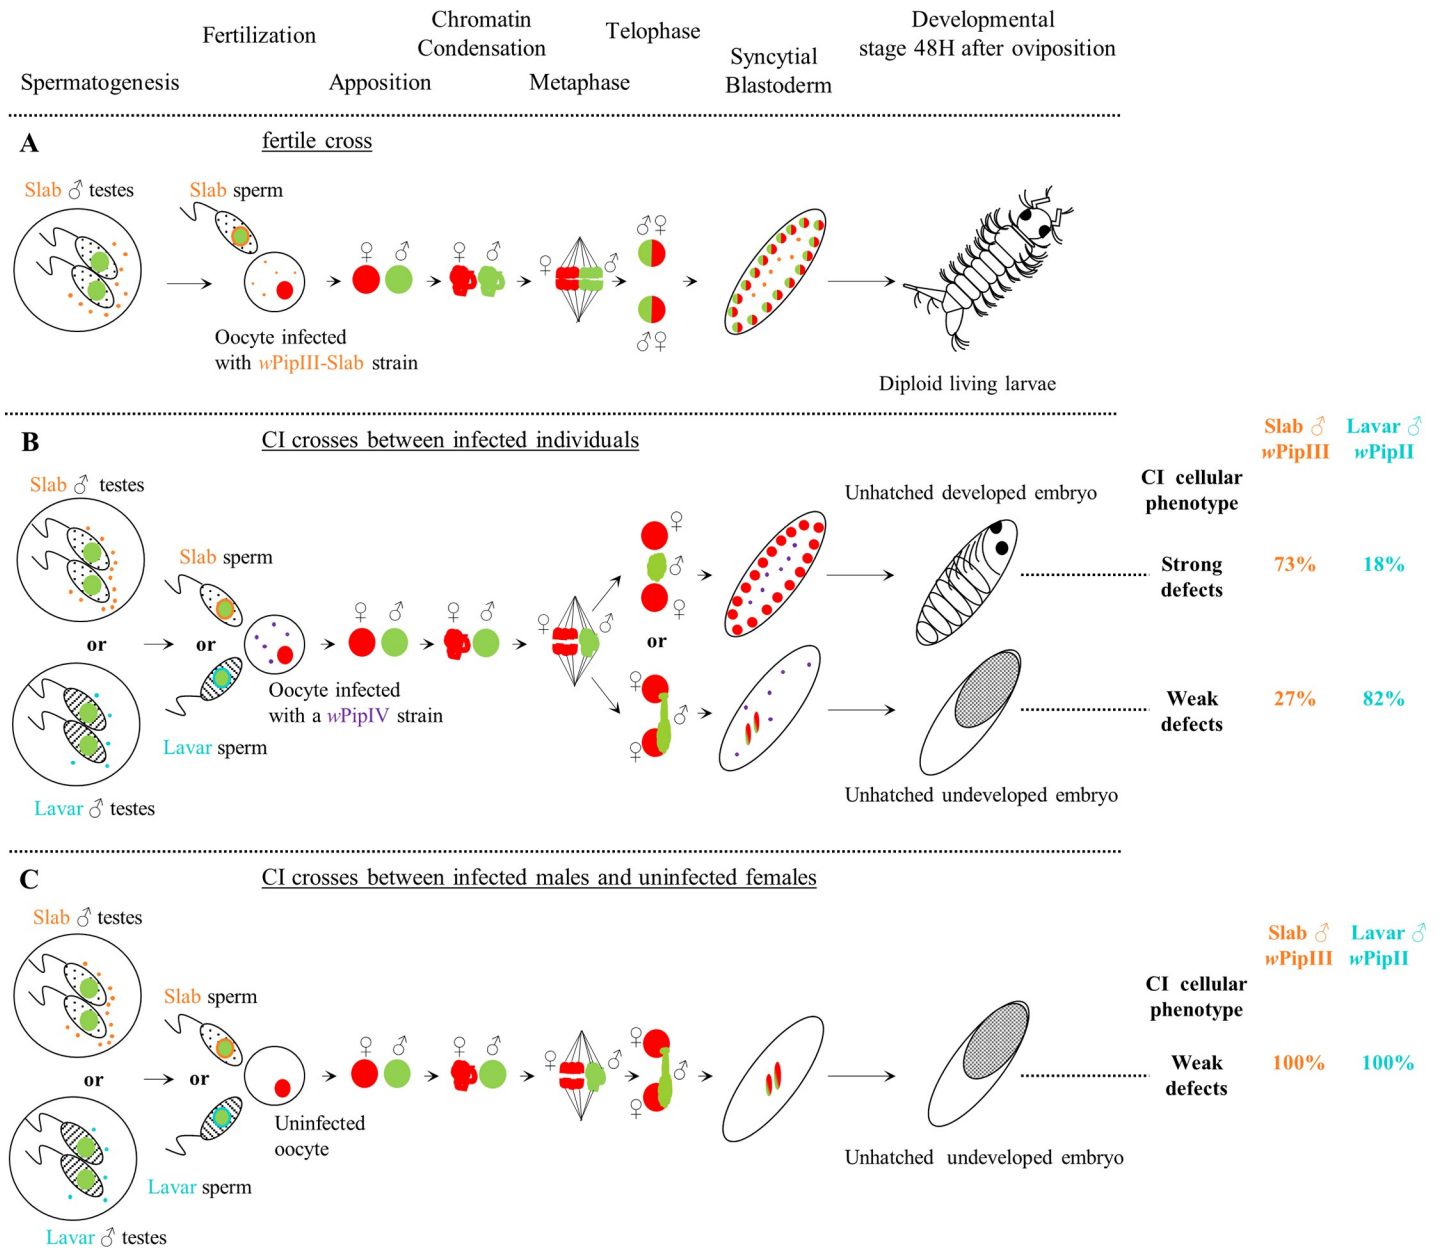 Spermatogenesis
Fertilization
Apposition
Chromatin
Condensation
Metaphase
Telophase
Syncytial
Blastoderm
Developmental
stage 48H after oviposition
A
fertile cross
Slab ♂ testes
Slab sperm
Oocyte infected
with wPipIII-Slab strain
♀ ♂
♀ ♂
♀ ♂
♂♀
♂♀
Diploid living larvae
B
CI crosses between infected individuals
Slab ♂ testes
or
Lavar ♂ testes
Slab sperm
or
Lavar sperm
Oocyte infected
with a wPipIV strain
♀ ♂
♀ ♂
♀ ♂
♀
♂
♀
or
♀
♂
♀
Unhatched developed embryo
Unhatched undeveloped embryo
Slab ♂ Lavar ♂
wPipIII wPipII
CI cellular
phenotype
Strong
defects
73% 18%
Weak
defects
27% 82%
C
CI crosses between infected males and uninfected females
Slab ♂ testes
or
Lavar ♂ testes
Slab sperm
or
Lavar sperm
Uninfected
oocyte
♀ ♂
♀ ♂
♀ ♂
♀
♂
♀
Unhatched undeveloped embryo
Slab ♂ Lavar ♂
wPipIII wPipII
CI cellular
phenotype
Weak
defects
100% 100%